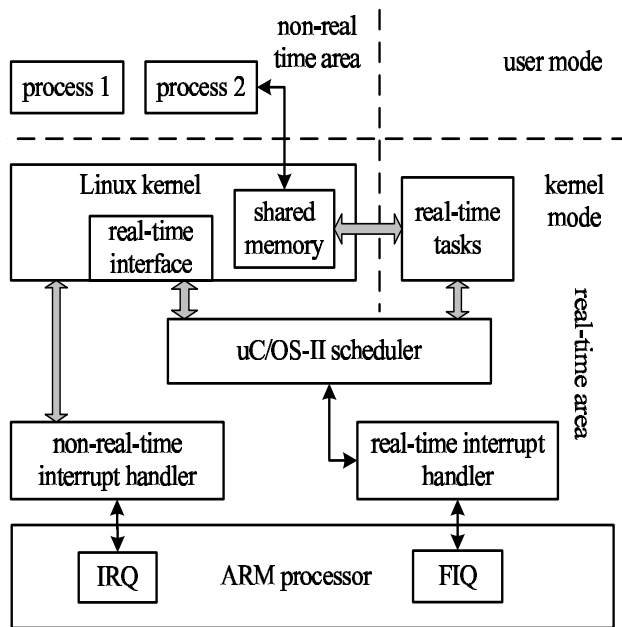 non-real
time area
user mode
process 1
process 2
Linux kernel
kernel
mode
shared
memory
real-time
tasks
real-time
interface
real-time area
uC/OS-II scheduler
non-real-time
interrupt handler
real-time interrupt
handler
IRQ
ARM processor
FIQ